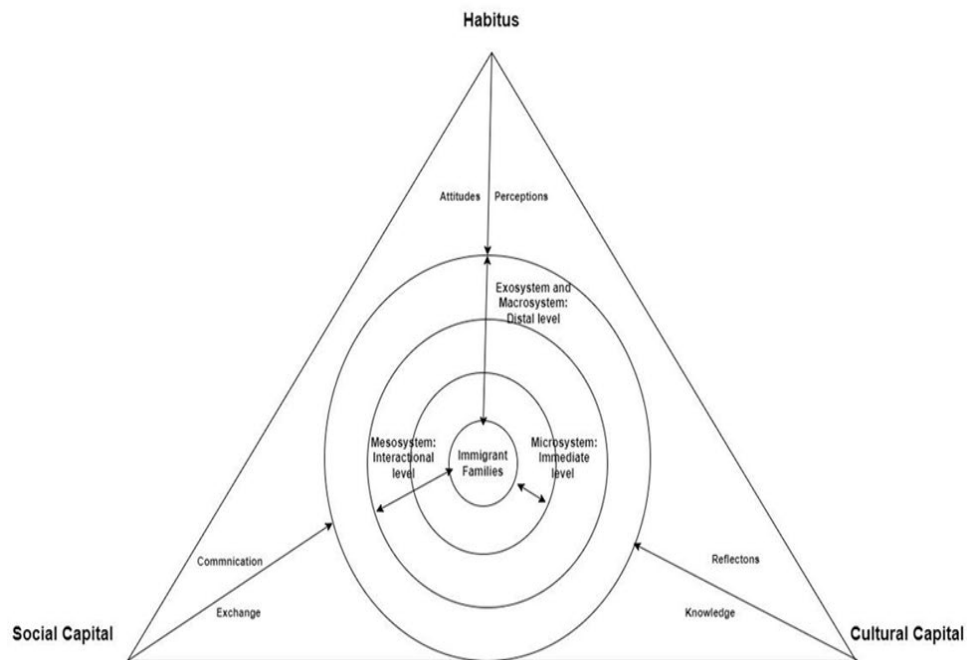 Habitus
Attitudes
Perceptions
Exosystem and
Macrosystem:
Distal level
Mesosystem:
Interactional
level
Immigrant
Families
Microsystem:
Immediate
level
Commnication
Exchange
Reflectons
Knowledge
Social Capital
Cultural Capital